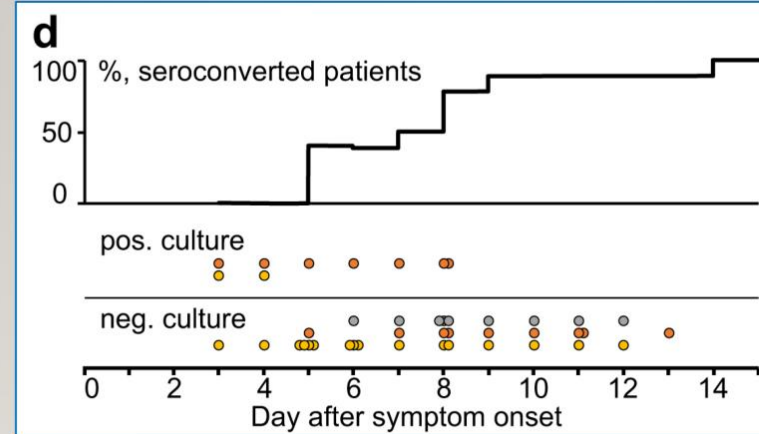 d
100 %, seroconverted patients
50
0
pos. culture
neg. culture
0 2 4 6 8 10 12 14
Day after symptom onset